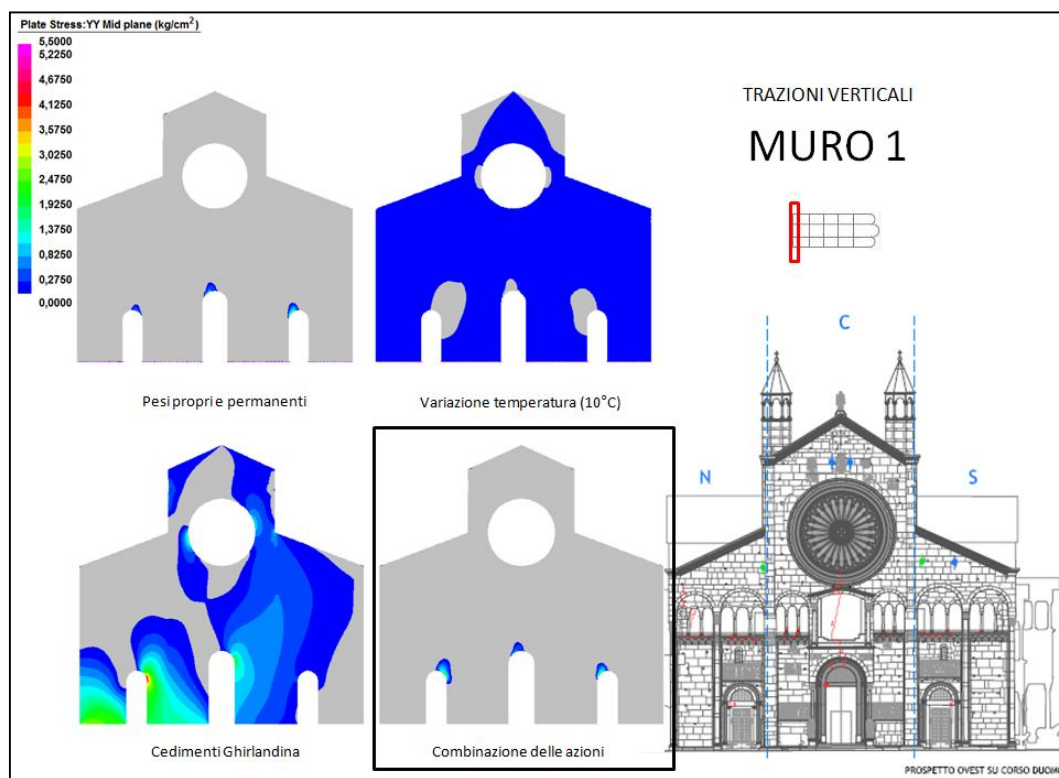 Plate Stress:YY Mid plane (kg/cm²)
5,5000
5,2250
4,6750
4,1250
3,5750
3,0250
2,4750
1,9250
1,3750
0,8250
0,2750
0,0000
TRAZIONI VERTICALI
MURO 1
Pesi propri e permanenti
Variazione temperatura (10°C)
C
N
S
Cedimenti Ghirlandina
Combinazione delle azioni
PROSPETTO OVEST SU CORSO DUOMO